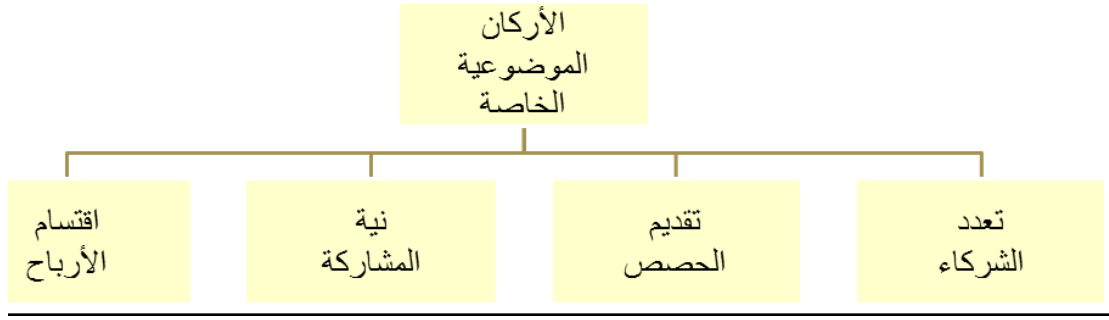 الأركان
الموضوعية
الخاصة
تعدد
الشركاء
تقديم
الحصص
نية
المشاركة
اقتسام
الأرباح